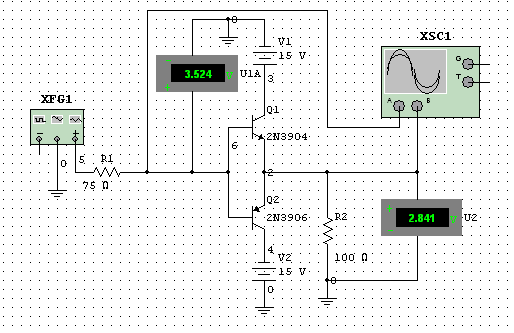 0
V1
15 V
XSC1
G
T
A
B
3.524
V
U1A
3
XFG1
Q1
2N3904
6
0
5
R1
75 Ω
2
Q2
2N3906
R2
100 Ω
2.841
V
U2
4
V2
15 V
0
0